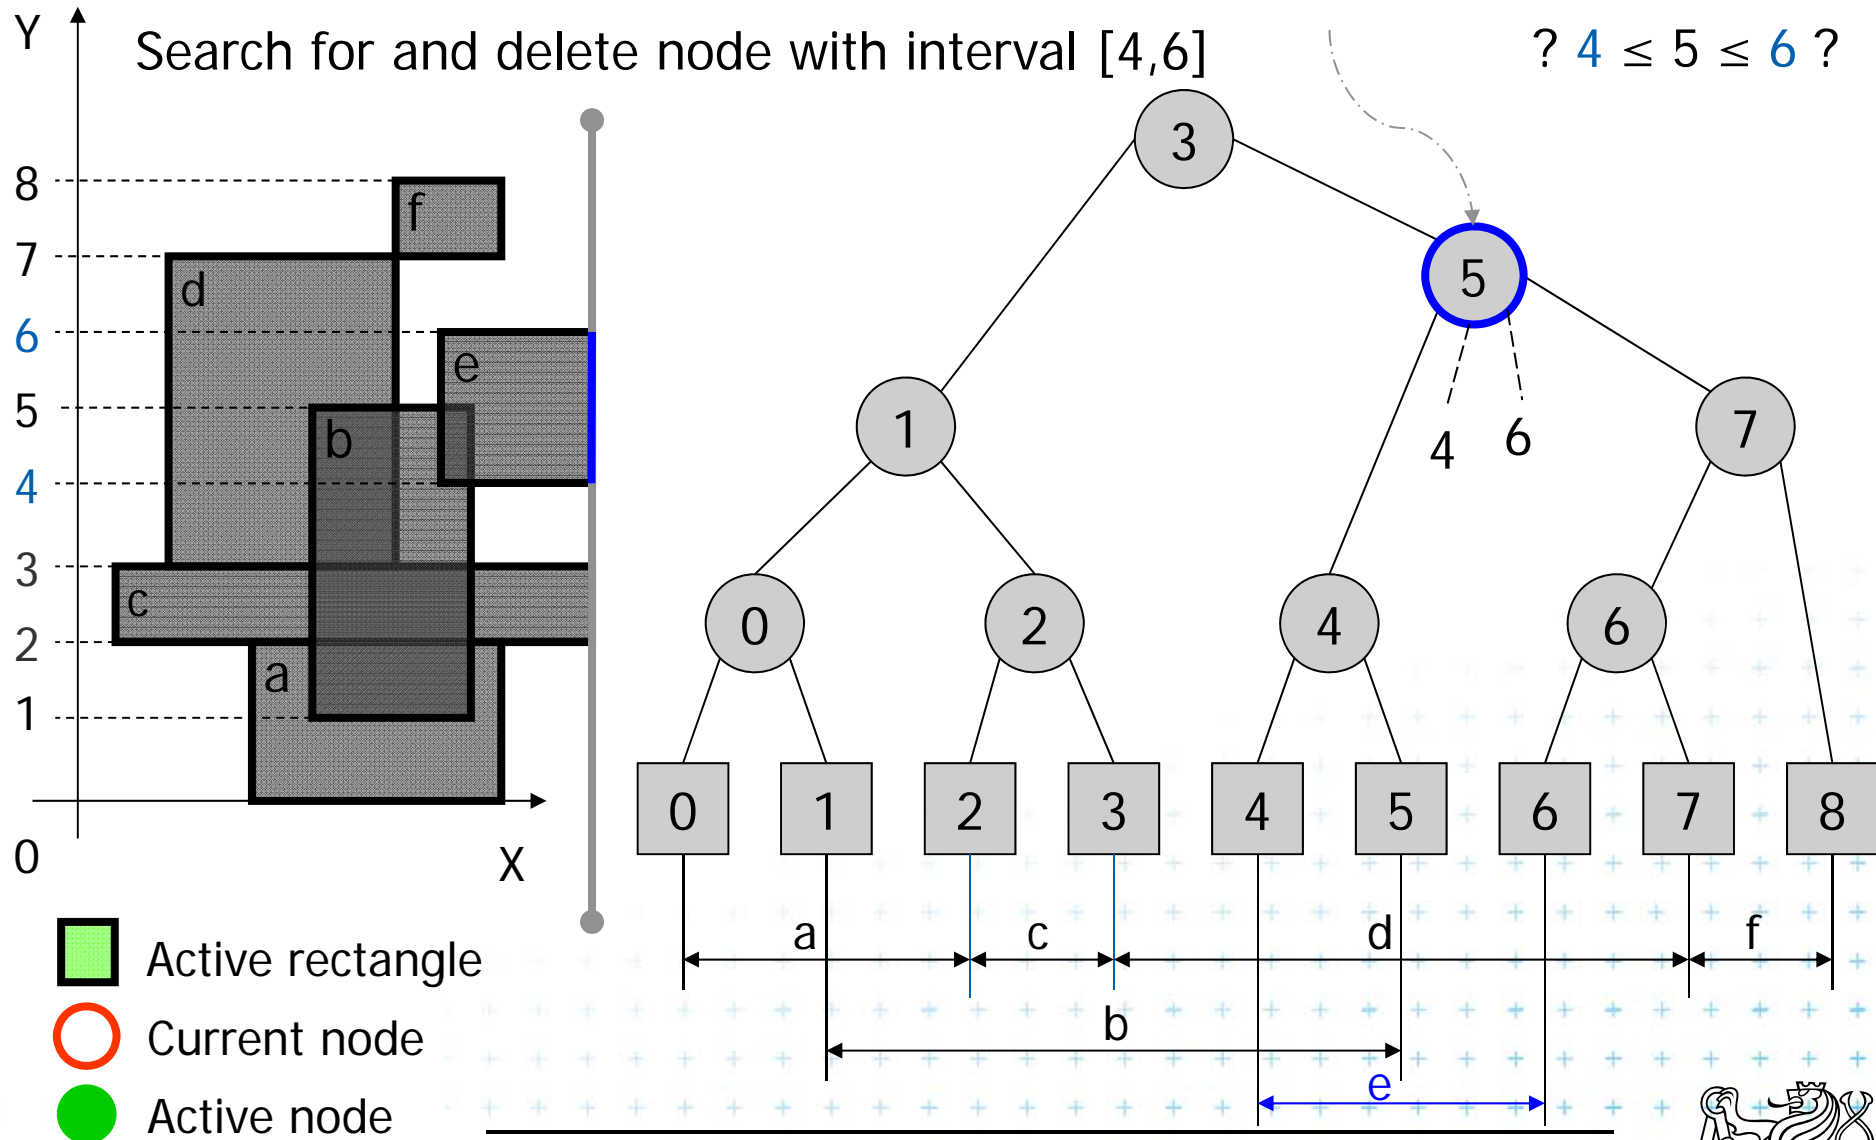 Y
Search for and delete node with interval [4,6]
? 4 ≤ 5 ≤ 6 ?
3
8
f
7
d
5
6
e
5
b
1
4
6
7
4
3
c
0
2
4
6
2
a
1
0
1
2
3
4
5
6
7
8
0
X
a
c
d
f
Active rectangle
b
Current node
e
Active node